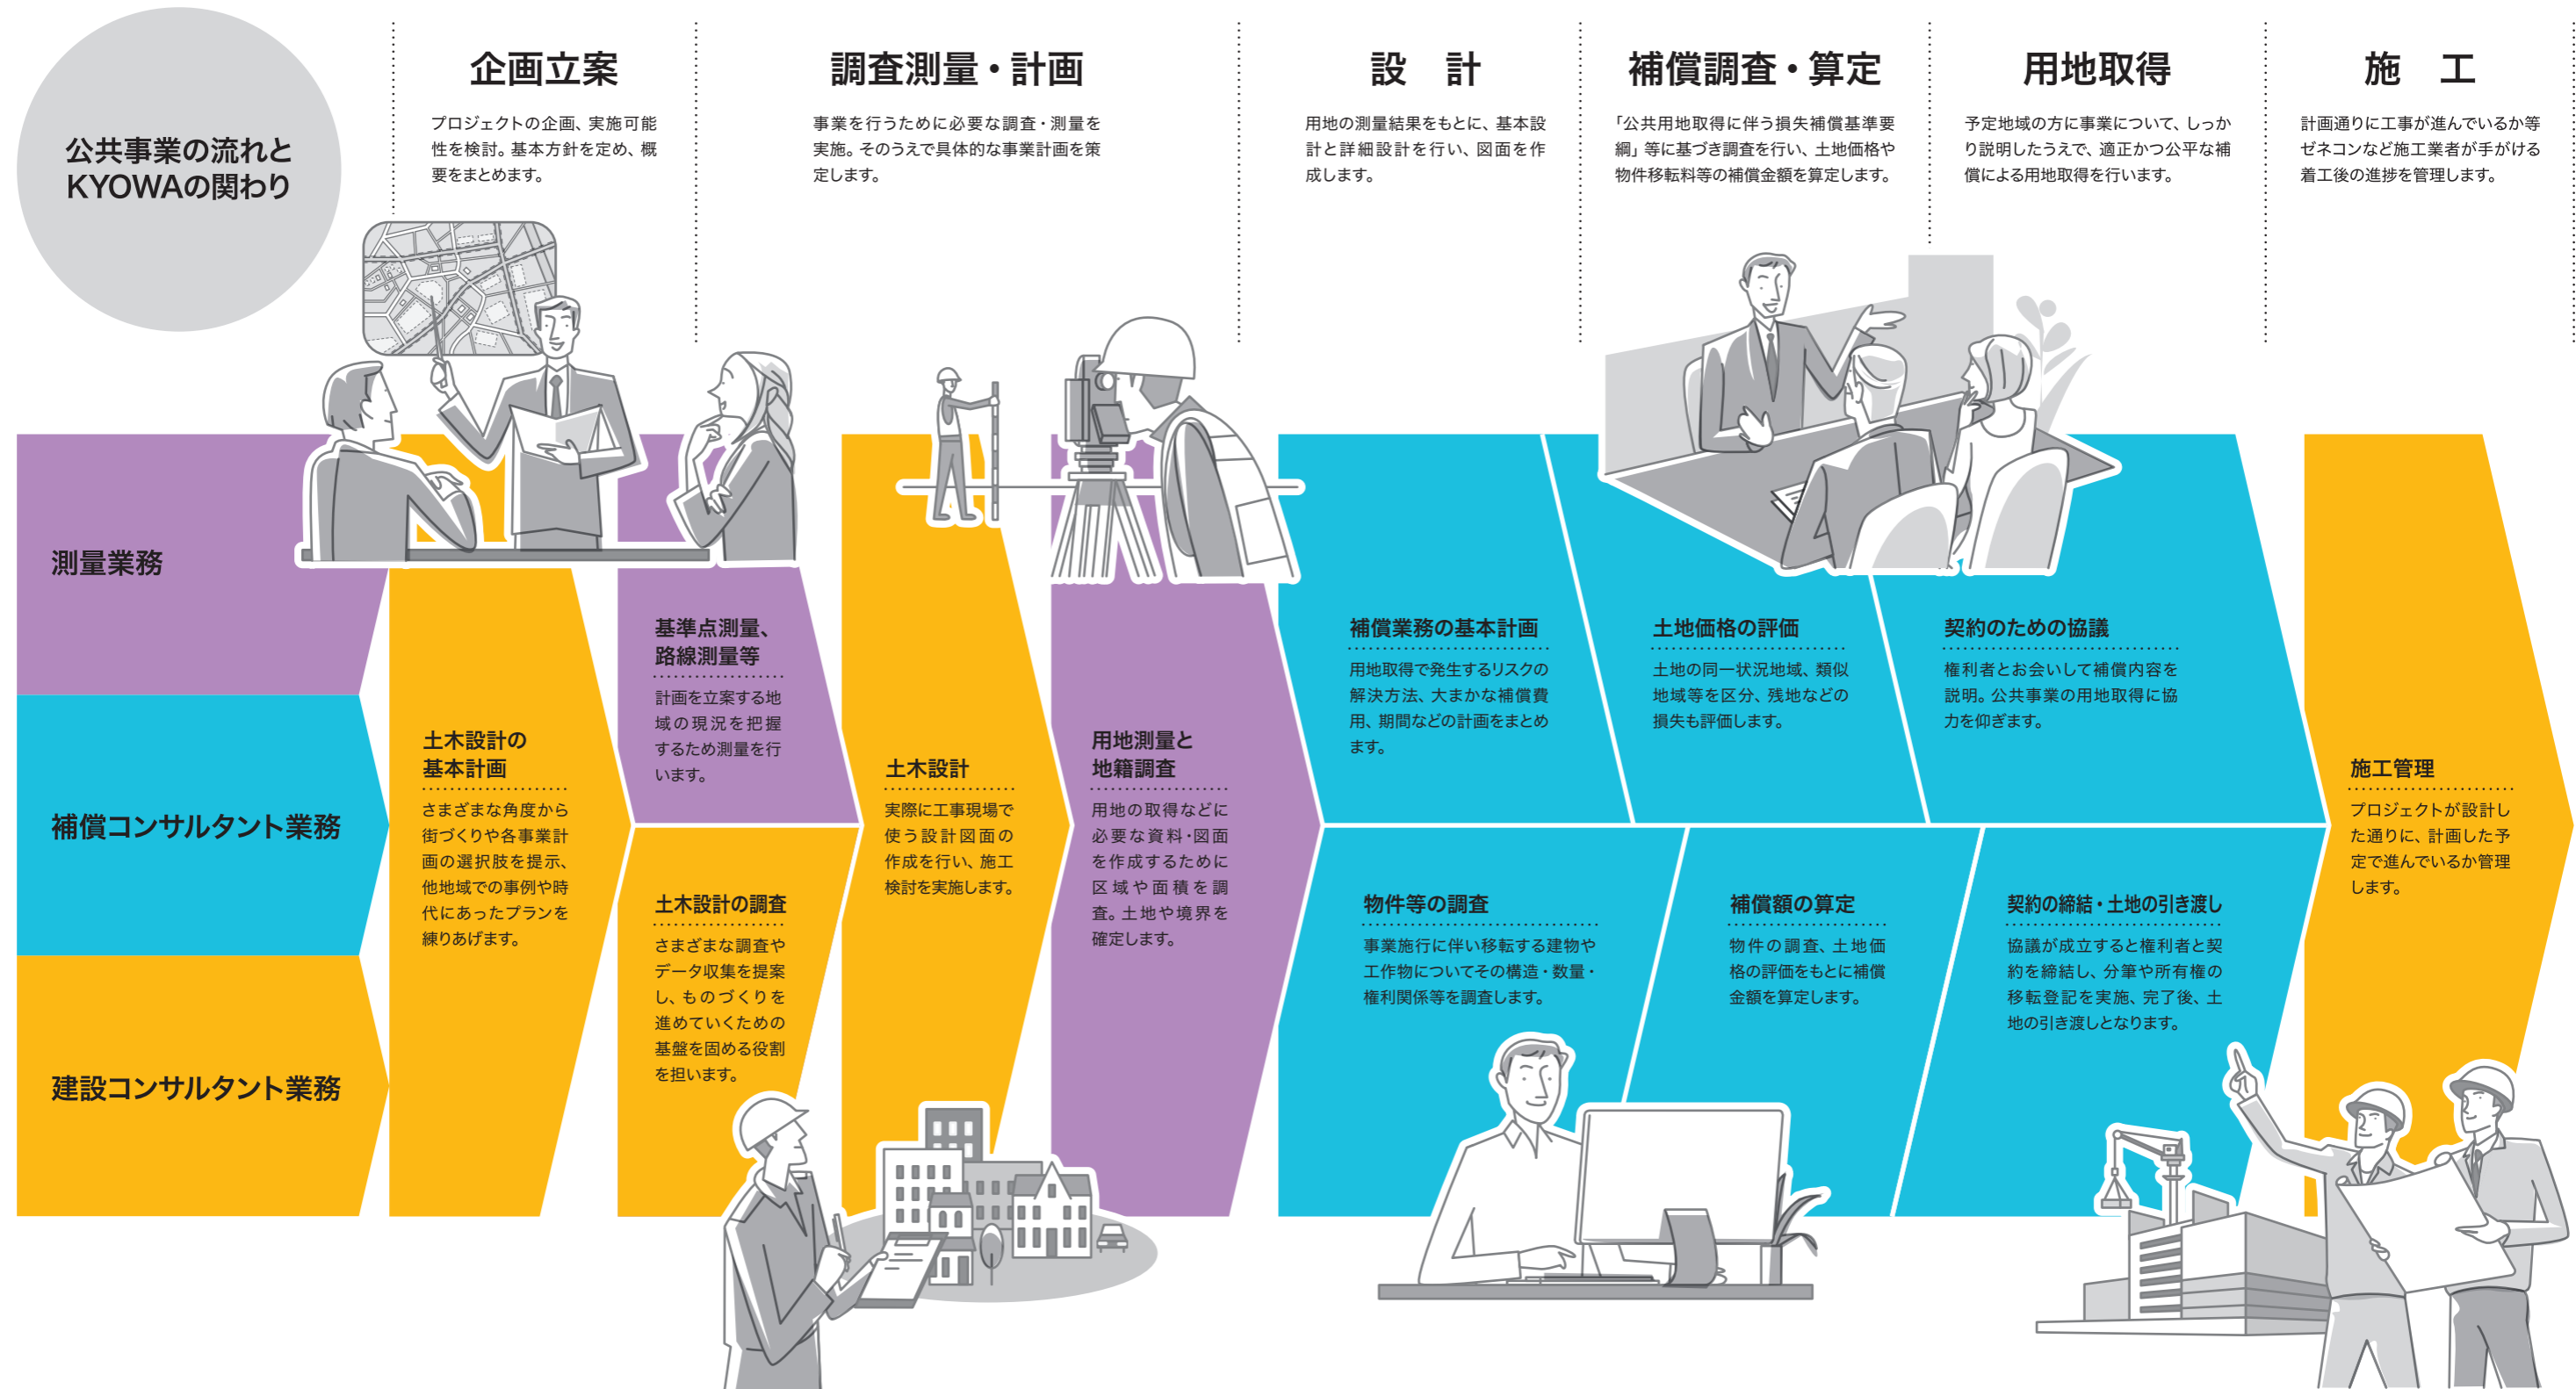 公共事業の流れと
KYOWAの関わり
企画立案
プロジェクトの企画、実施可能
性を検討。基本方針を定め、概
要をまとめます。
調査測量・計画
事業を行うために必要な調査・測量を
実施。そのうえで具体的な事業計画を策
定します。
設　計
用地の測量結果をもとに、基本設
計と詳細設計を行い、図面を作
成します。
補償調査・算定
「公共用地取得に伴う損失補償基準要
綱」等に基づき調査を行い、土地価格や
物件移転料等の補償金額を算定します。
用地取得
予定地域の方に事業について、しっか
り説明したうえで、適正かつ公平な補
償による用地取得を行います。
施　工
計画通りに工事が進んでいるか等
ゼネコンなど施工業者が手がける
着工後の進捗を管理します。
測量業務
補償コンサルタント業務
建設コンサルタント業務
土木設計の
基本計画
さまざまな角度から
街づくりや各事業計
画の選択肢を提示、
他地域での事例や時
代にあったプランを
練りあげます。
基準点測量、
路線測量等
計画を立案する地
域の現況を把握
するため測量を行
います。
土木設計の調査
さまざまな調査や
データ収集を提案
し、ものづくりを
進めていくための
基盤を固める役割
を担います。
土木設計
実際に工事現場で
使う設計図面の
作成を行い、施工
検討を実施します。
用地測量と
地籍調査
用地の取得などに
必要な資料・図面
を作成するために
区域や面積を調
査。土地や境界を
確定します。
補償業務の基本計画
用地取得で発生するリスクの
解決方法、大まかな補償費
用、期間などの計画をまとめ
ます。
土地価格の評価
土地の同一状況地域、類似
地域等を区分、残地などの
損失も評価します。
契約のための協議
権利者とお会いして補償内容を
説明。公共事業の用地取得に協
力を仰ぎます。
物件等の調査
事業施行に伴い移転する建物や
工作物についてその構造・数量・
権利関係等を調査します。
補償額の算定
物件の調査、土地価
格の評価をもとに補償
金額を算定します。
契約の締結・土地の引き渡し
協議が成立すると権利者と契
約を締結し、分筆や所有権の
移転登記を実施、完了後、土
地の引き渡しとなります。
施工管理
プロジェクトが設計し
た通りに、計画した予
定で進んでいるか管理
します。